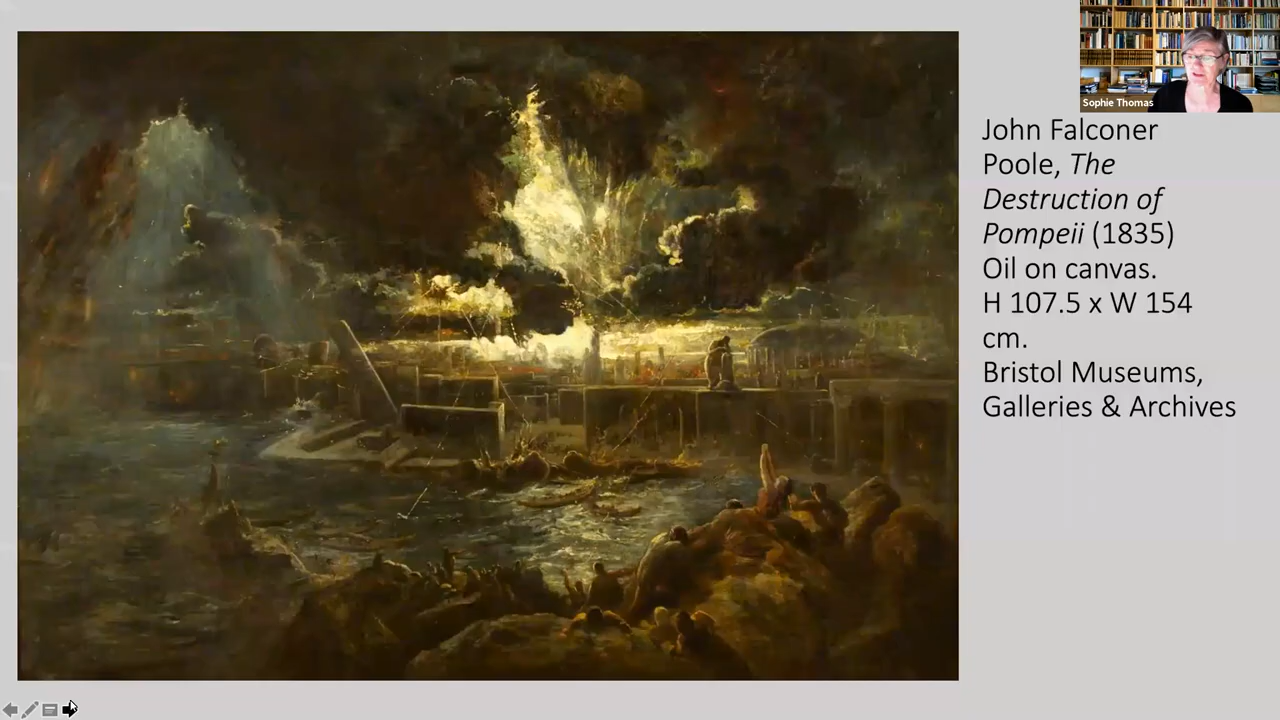 Sophie Thomas
John Falconer
Poole, The
Destruction of
Pompeii (1835)
Oil on canvas.
H 107.5 x W 154
cm.
Bristol Museums,
Galleries & Archives